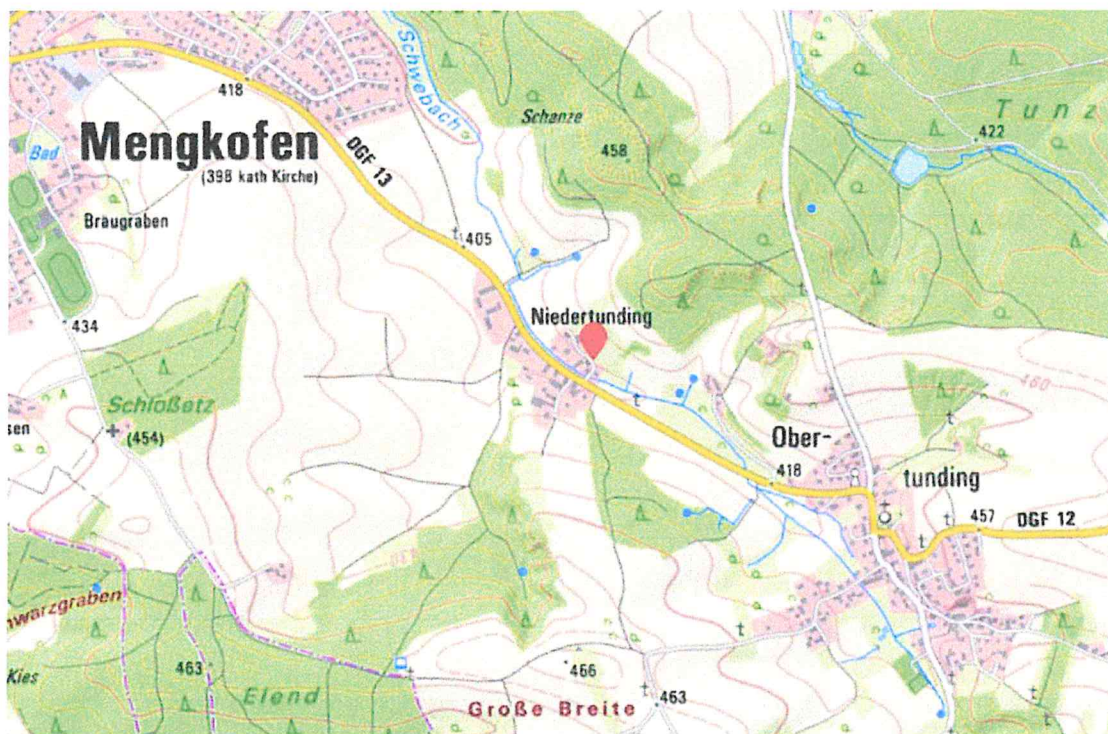 418
Schwebach
Mengkofen
(398 kath Kirche)
Bad
Braugraben
DGF 13
Schanze
458
Tunz
422
405
434
Niedertunding
Schloßetz
(454)
sen
460
Ober-
tunding
418
457
DGF 12
hwarzgraben
Kies
463
Elend
466
Große Breite
463